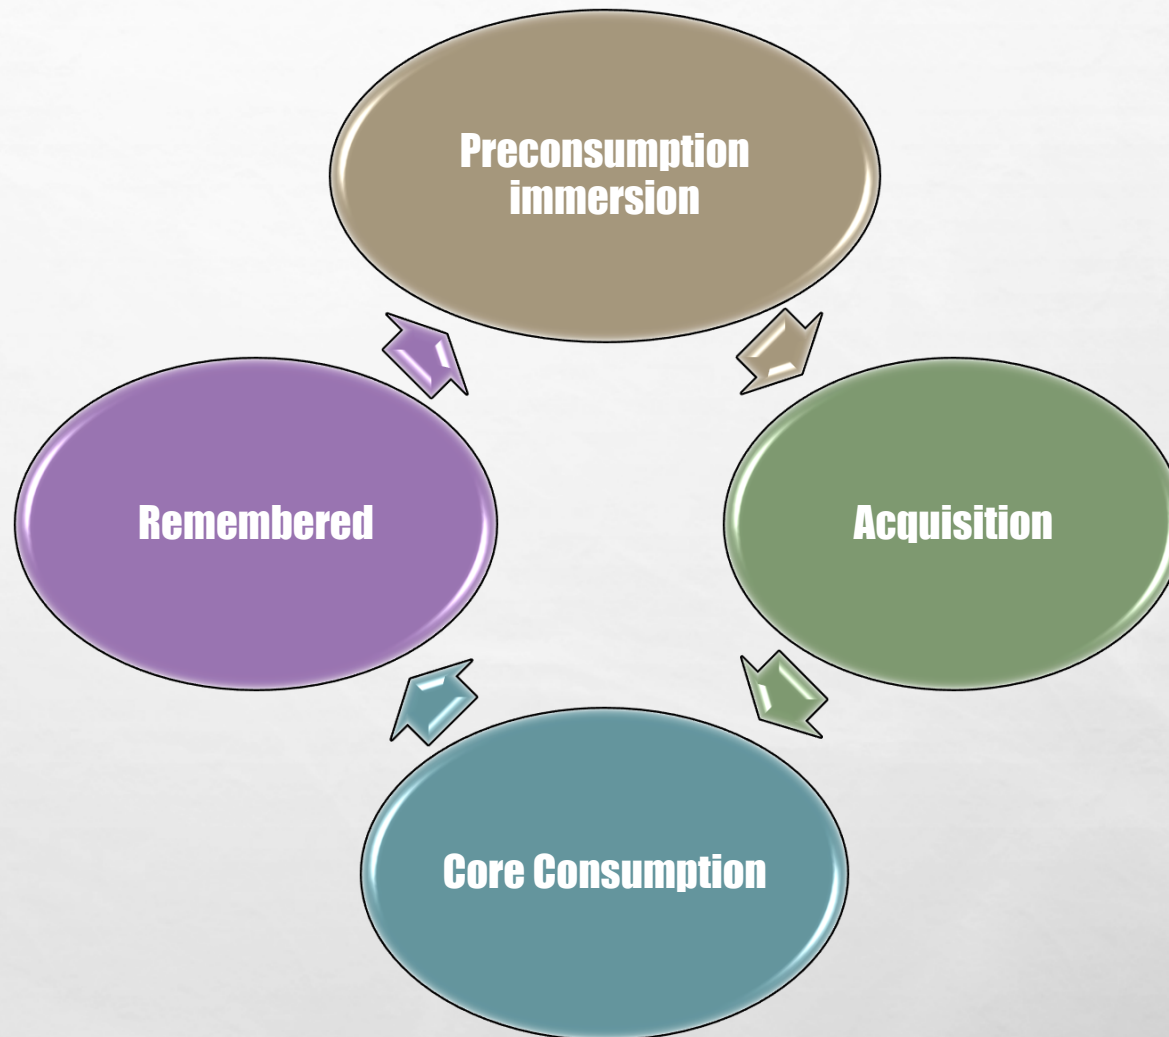 Preconsumption
immersion
Remembered
Acquisition
Core Consumption